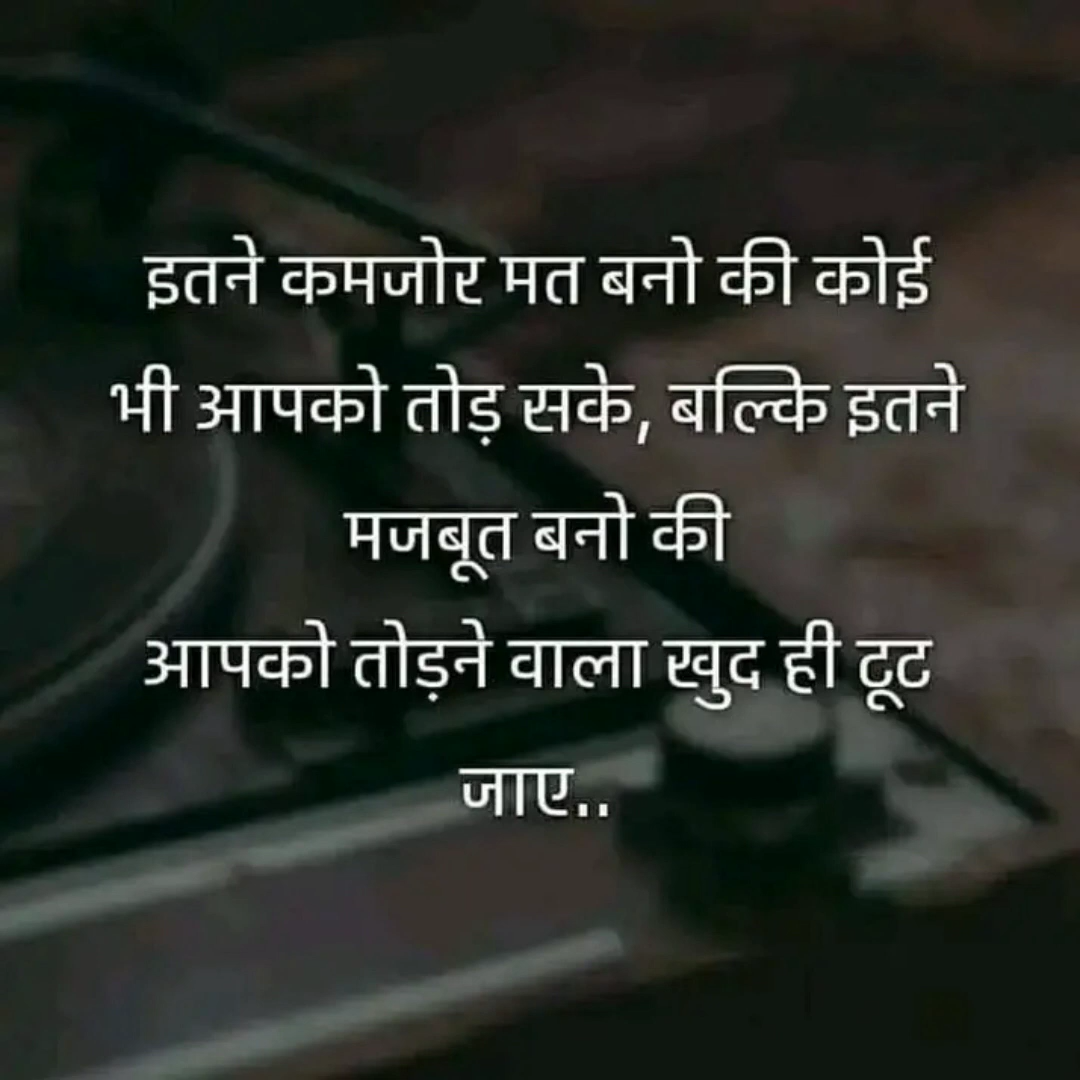 इतने कमजोर मत बनो की कोई
भी आपको तोड़ सके, बल्कि इतने
मजबूत बनो की
आपको तोड़ने वाला खुद ही टूट
जाए..